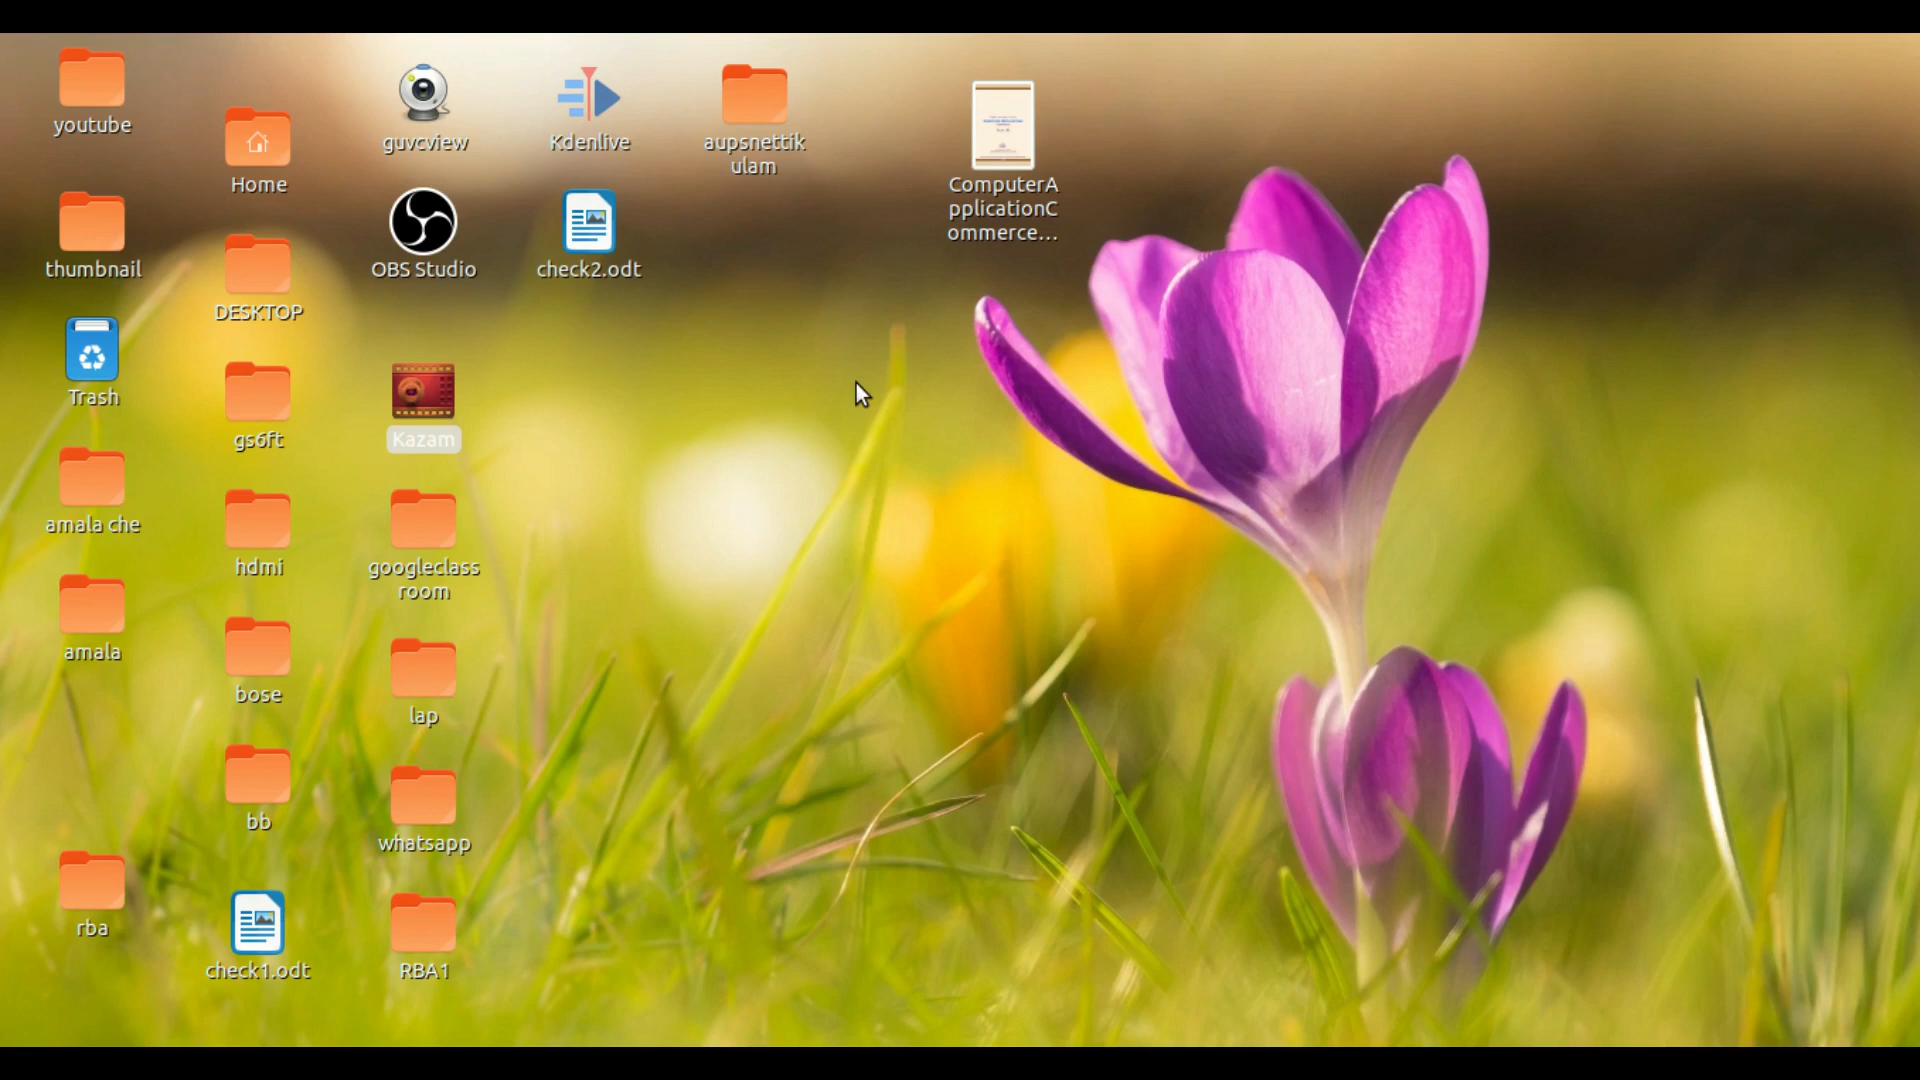 youtube
thumbnail
Trash
amala che
amala
rba
Home
DESKTOP
gs6ft
hdmi
bose
bb
check1.odt
guvcview
OBS Studio
Kazam
googleclass
room
lap
whatsapp
RBA1
Kdenlive
check2.odt
aupsnettik
ulam
ComputerA
pplicationC
ommerce...